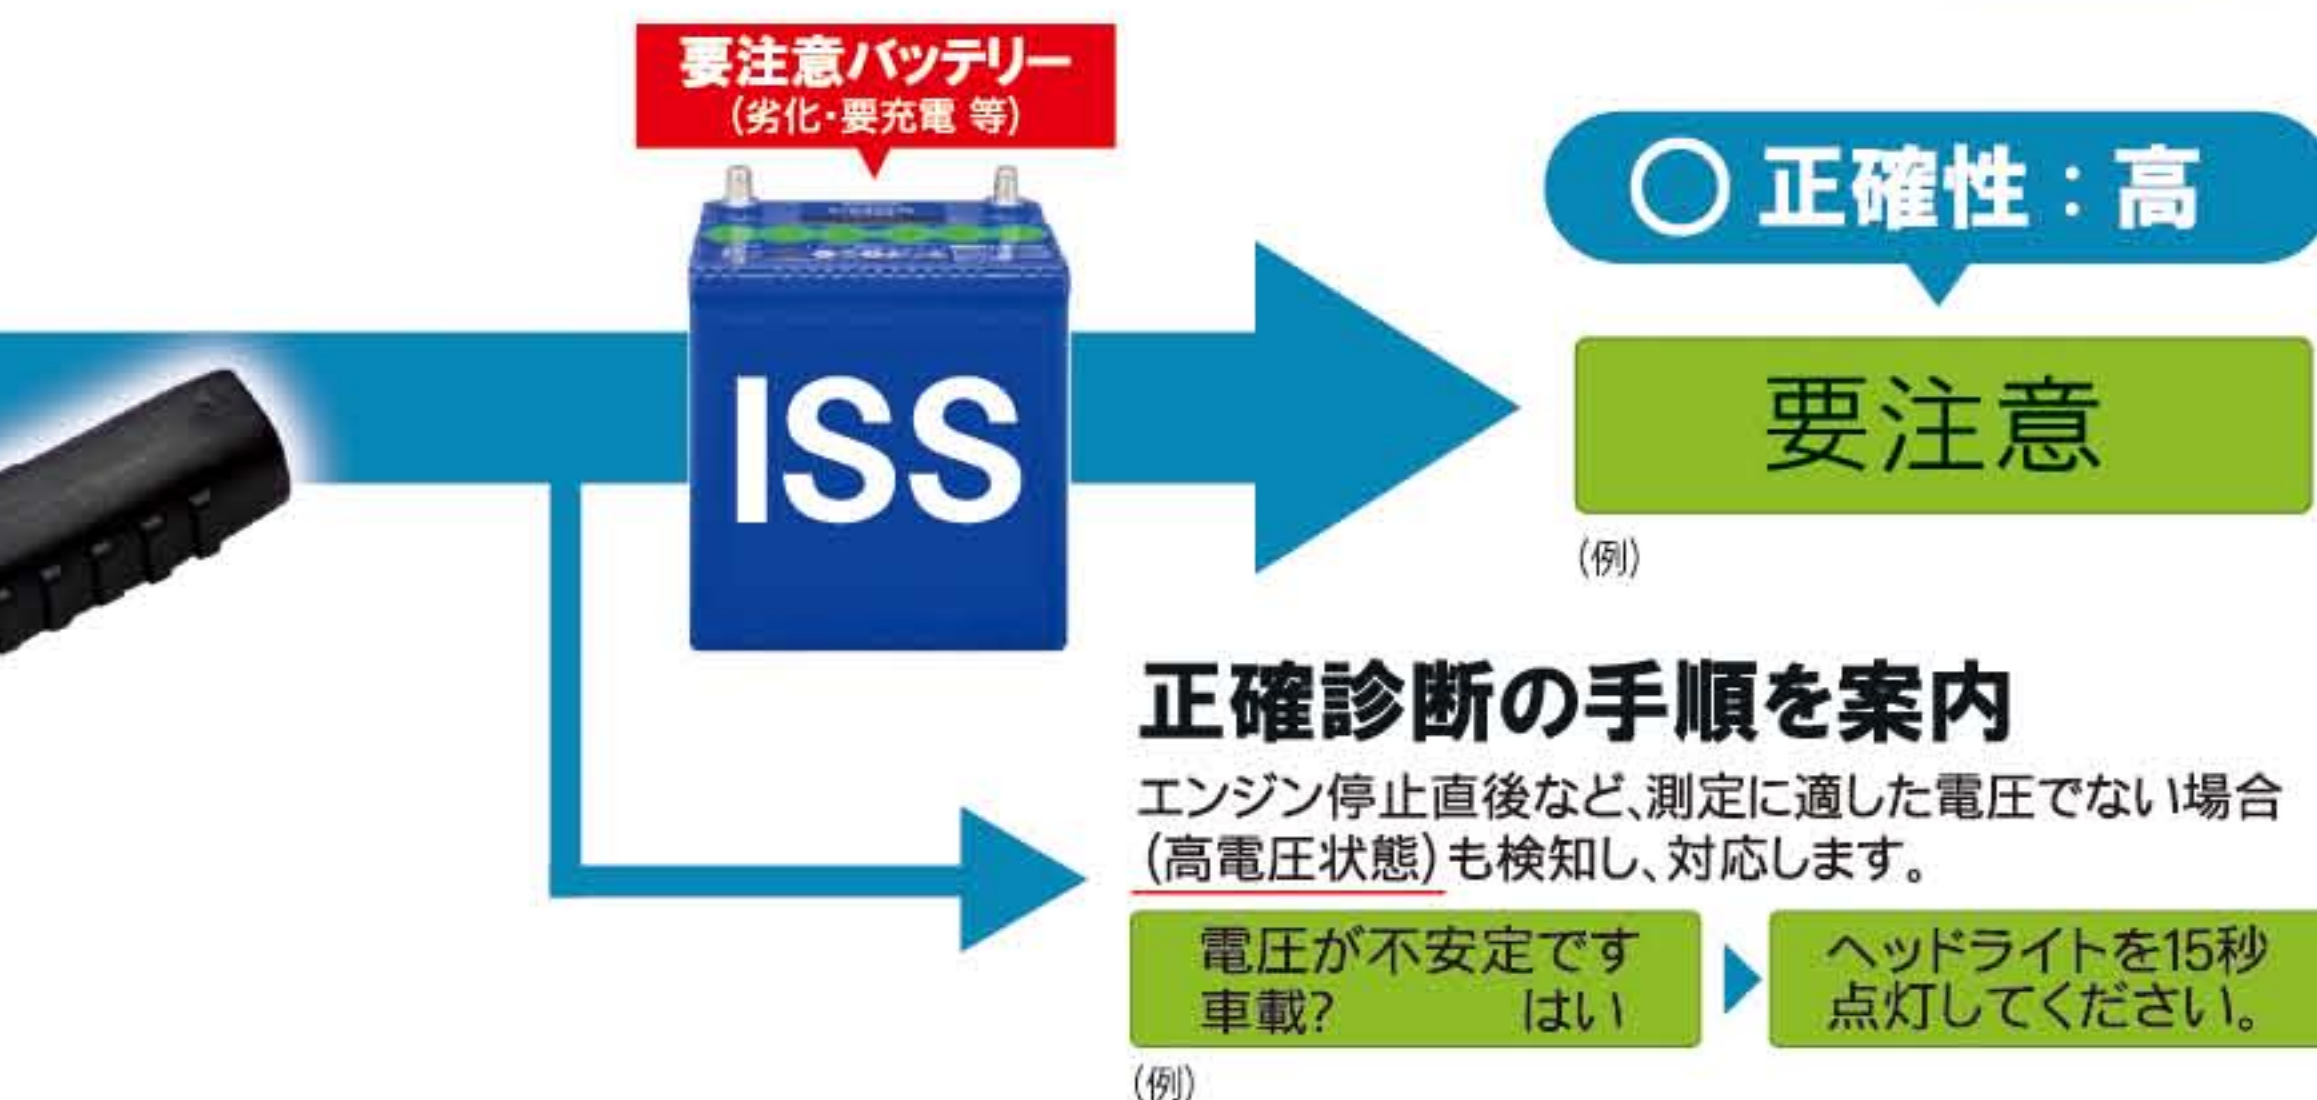 要注意バッテリー
(劣化・要充電 等)
ISS
〇 正確性：高
要注意
(例)
正確診断の手順を案内
エンジン停止直後など、測定に適した電圧でない場合
(高電圧状態)も検知し、対応します。
電圧が不安定です
車載? はい
ヘッドライトを15秒
点灯してください。
(例)